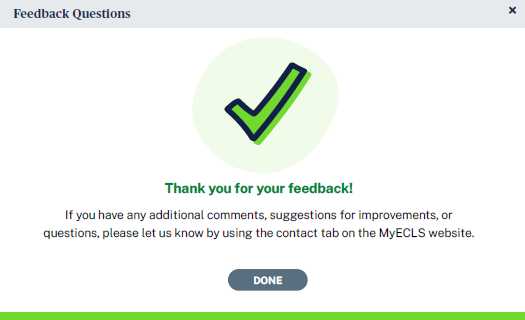 Feedback Questions
×
Thank you for your feedback!
If you have any additional comments, suggestions for improvements, or
questions, please let us know by using the contact tab on the MyECLS website.
DONE